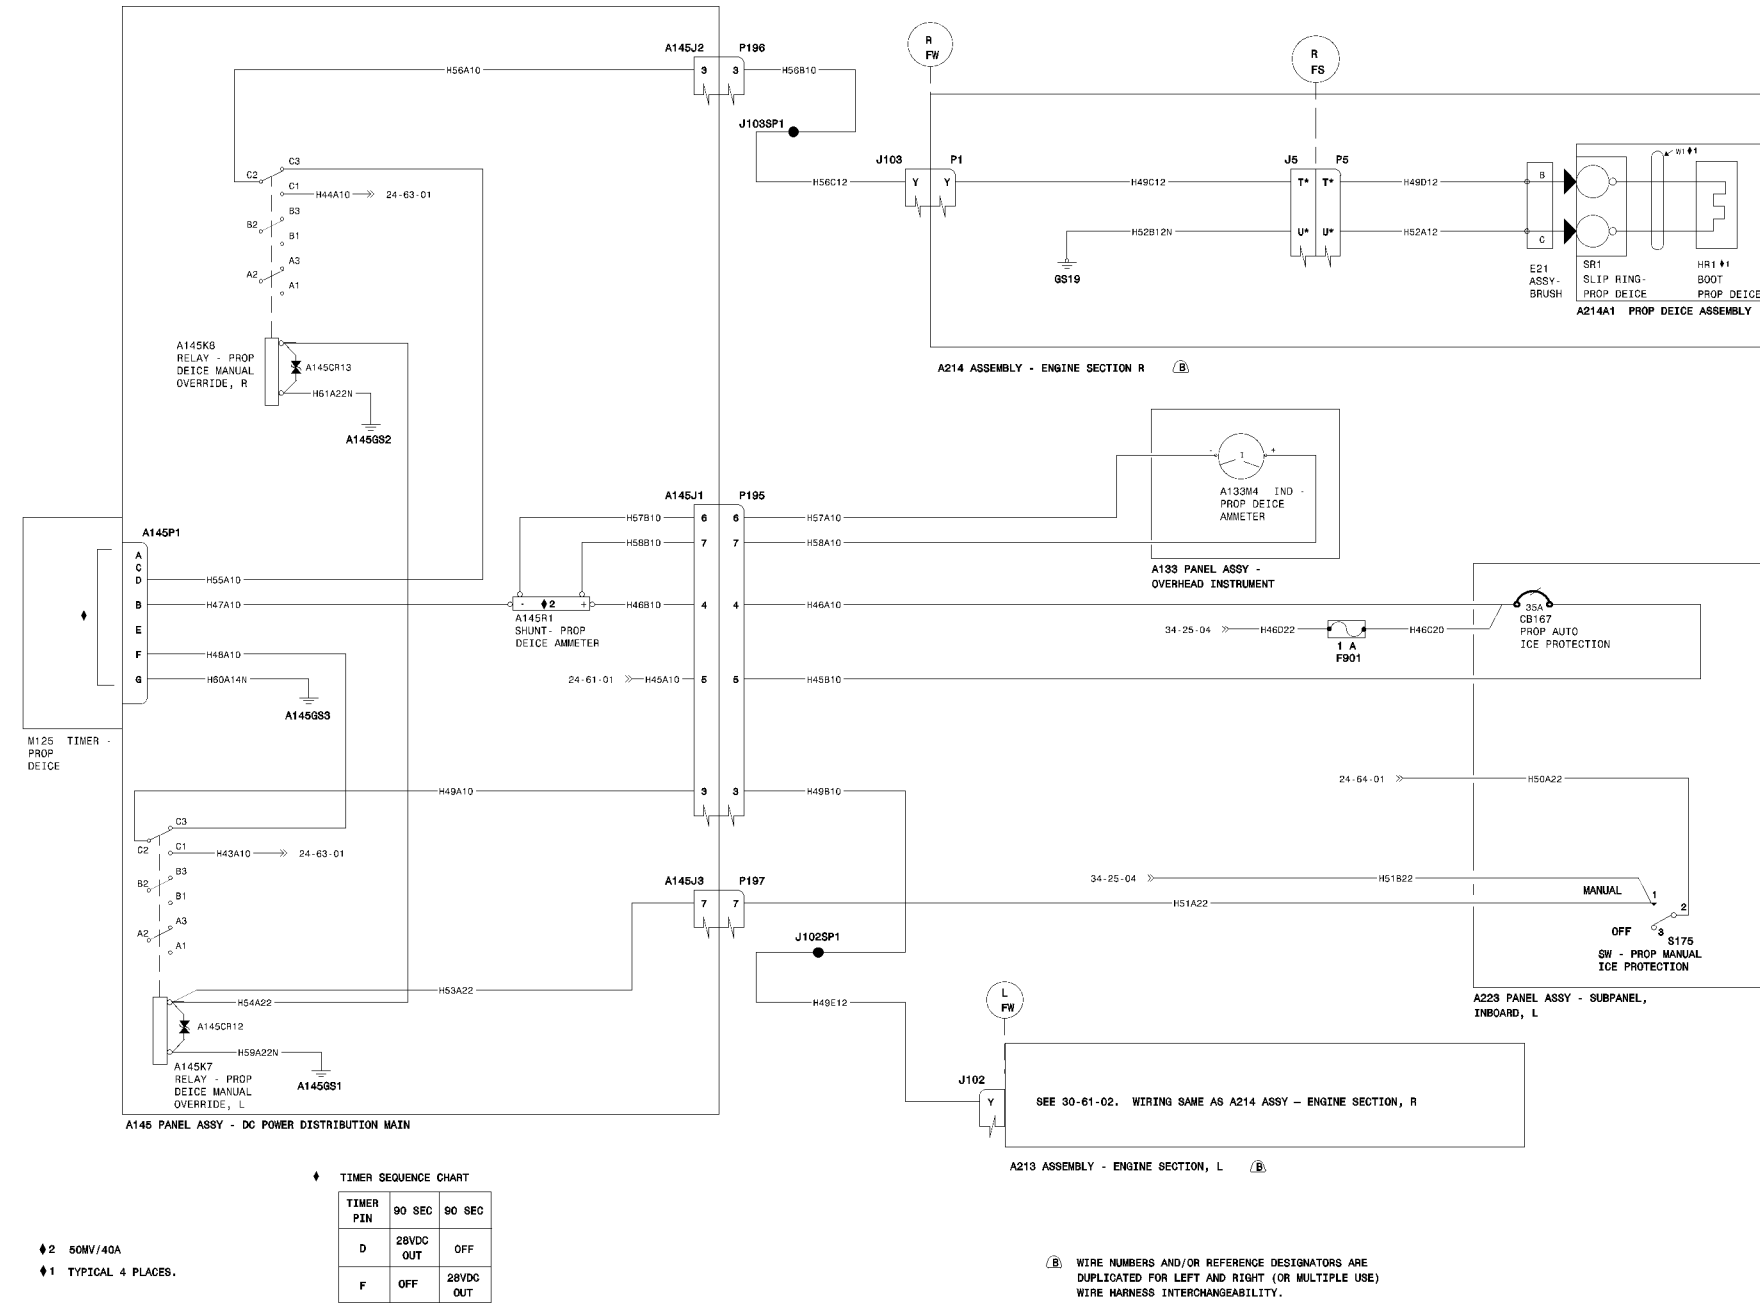 A145J2 P196
3 3
H56A10
H56B10
J103SP1
H56C12
R
FW
R
FS
J103 P1
Y Y
H49C12
J5 P5
T* T*
H49D12
U* U*
H52B12N
H52A12
GS19
B
C
E21
ASSY-
BRUSH
W1 ♦1
SR1
SLIP RING-
PROP DEICE
HR1 ♦1
BOOT
PROP DEICE
A214A1 PROP DEICE ASSEMBLY
A214 ASSEMBLY - ENGINE SECTION R B
C3
C2
C1
H44A10
24-63-01
B3
B2
B1
A3
A2
A1
A145K8
RELAY - PROP
DEICE MANUAL
OVERRIDE, R
A145CR13
H61A22N
A145GS2
- +
A133M4 IND -
PROP DEICE
AMMETER
A133 PANEL ASSY -
OVERHEAD INSTRUMENT
A145J1 P195
H57B10
6 6
H57A10
H58B10
7 7
H58A10
A145P1
A
C
D
H55A10
B
H47A10
E
F
H48A10
G
H60A14N
A145GS3
♦
M125 TIMER -
PROP
DEICE
- ♦2 +
A145R1
SHUNT- PROP
DEICE AMMETER
H46B10
4 4
H46A10
34-25-04
H46D22
1 A
F901
H46C20
35A
CB167
PROP AUTO
ICE PROTECTION
24-61-01
H45A10
5 5
H45B10
24-64-01
H50A22
H49A10
3 3
H49B10
C3
C2
C1
H43A10
24-63-01
B3
B2
B1
A3
A2
A1
A145J3 P197
7 7
34-25-04
H51B22
H51A22
MANUAL
1
2
OFF
3
S175
SW - PROP MANUAL
ICE PROTECTION
J102SP1
H53A22
H54A22
H49E12
A145CR12
H59A22N
A145GS1
A145K7
RELAY - PROP
DEICE MANUAL
OVERRIDE, L
L
FW
A223 PANEL ASSY - SUBPANEL,
INBOARD, L
J102
Y
SEE 30-61-02. WIRING SAME AS A214 ASSY – ENGINE SECTION, R
A145 PANEL ASSY - DC POWER DISTRIBUTION MAIN
A213 ASSEMBLY - ENGINE SECTION, L B
♦ TIMER SEQUENCE CHART
TIMER PIN 90 SEC 90 SEC
D 28VDC OUT OFF
F OFF 28VDC OUT
♦2 50MV/40A
♦1 TYPICAL 4 PLACES.
B WIRE NUMBERS AND/OR REFERENCE DESIGNATORS ARE
DUPLICATED FOR LEFT AND RIGHT (OR MULTIPLE USE)
WIRE HARNESS INTERCHANGEABILITY.